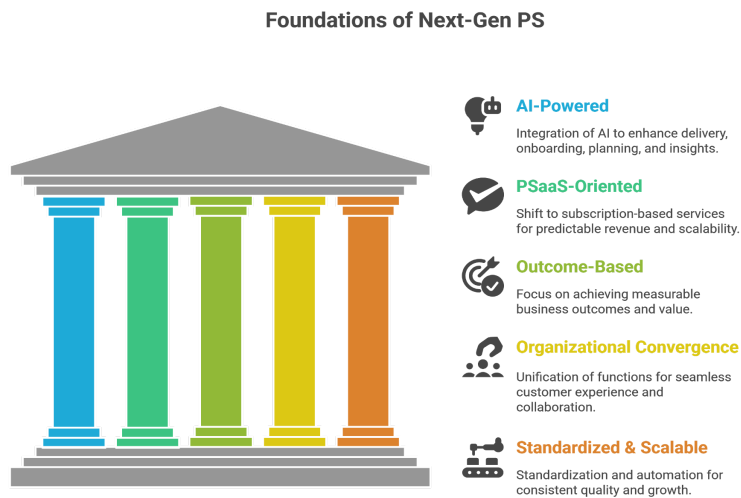 Foundations of Next-Gen PS
AI-Powered
Integration of AI to enhance delivery,
onboarding, planning, and insights.
PSaaS-Oriented
Shift to subscription-based services
for predictable revenue and scalability.
Outcome-Based
Focus on achieving measurable
business outcomes and value.
Organizational Convergence
Unification of functions for seamless
customer experience and
collaboration.
Standardized & Scalable
Standardization and automation for
consistent quality and growth.